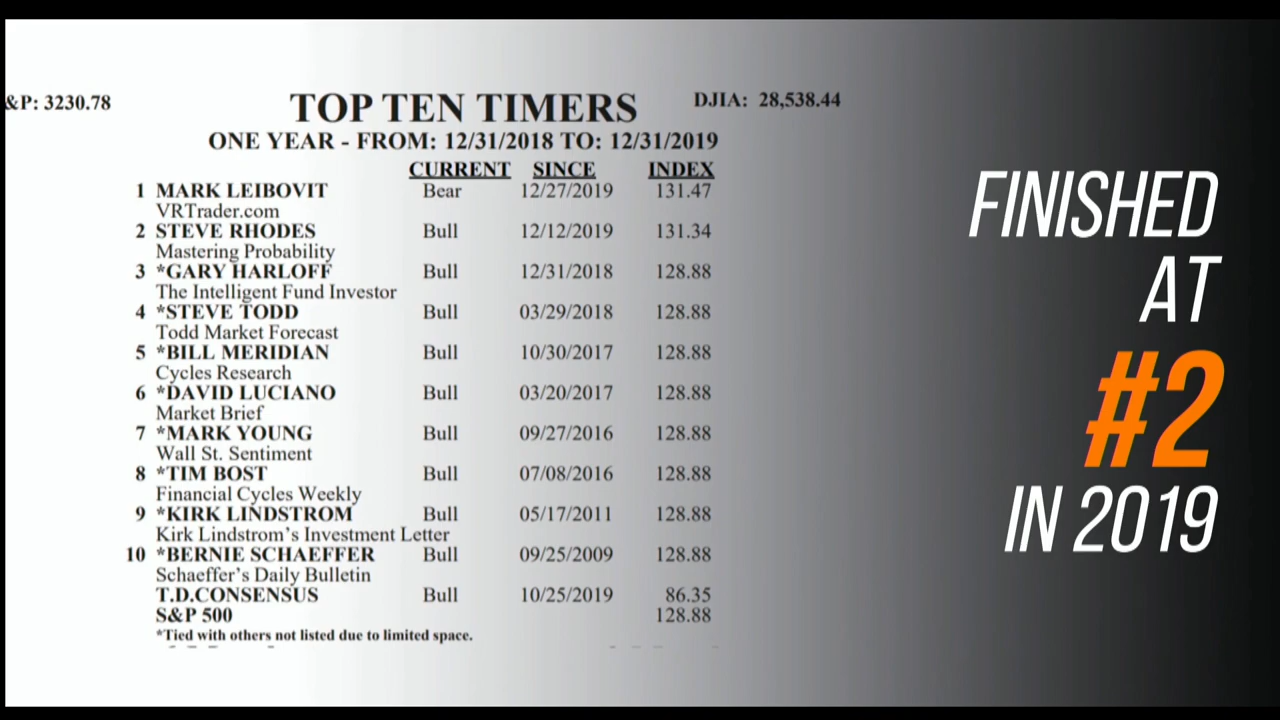 &P: 3230.78
TOP TEN TIMERS
DJIA: 28,538.44
ONE YEAR - FROM: 12/31/2018 TO: 12/31/2019
CURRENT SINCE INDEX
1 MARK LEIBOVIT Bear 12/27/2019 131.47
VRTrader.com
2 STEVE RHODES Bull 12/12/2019 131.34
Mastering Probability
3 *GARY HARLOFF Bull 12/31/2018 128.88
The Intelligent Fund Investor
4 *STEVE TODD Bull 03/29/2018 128.88
Todd Market Forecast
5 *BILL MERIDIAN Bull 10/30/2017 128.88
Cycles Research
6 *DAVID LUCIANO Bull 03/20/2017 128.88
Market Brief
7 *MARK YOUNG Bull 09/27/2016 128.88
Wall St. Sentiment
8 *TIM BOST Bull 07/08/2016 128.88
Financial Cycles Weekly
9 *KIRK LINDSTROM Bull 05/17/2011 128.88
Kirk Lindstrom's Investment Letter
10 *BERNIE SCHAEFFER Bull 09/25/2009 128.88
Schaeffer's Daily Bulletin
T.D.CONSENSUS Bull 10/25/2019 86.35
S&P 500 128.88
*Tied with others not listed due to limited space.
FINISHED
AT
#2
IN 2019